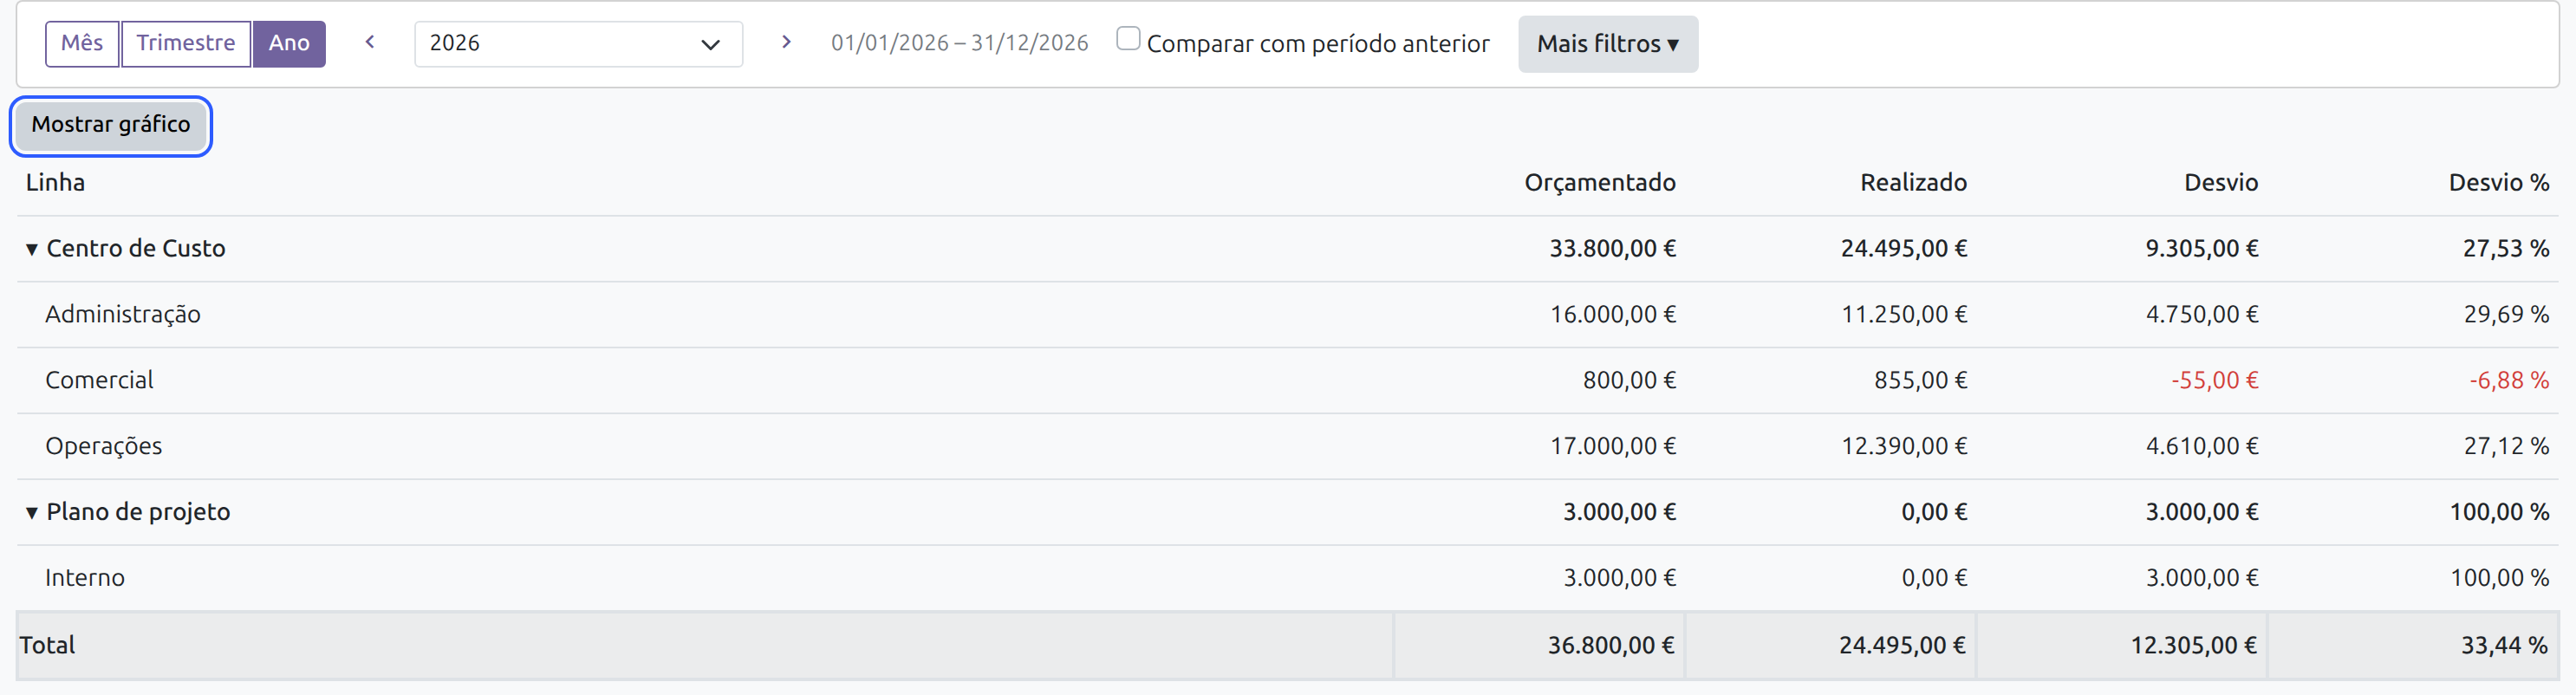 Mês Trimestre Ano ‹ 2026 › 01/01/2026 – 31/12/2026 Comparar com período anterior Mais filtros ▾
Mostrar gráfico
Linha Orçamentado Realizado Desvio Desvio %
▾ Centro de Custo 33.800,00 € 24.495,00 € 9.305,00 € 27,53 %
Administração 16.000,00 € 11.250,00 € 4.750,00 € 29,69 %
Comercial 800,00 € 855,00 € -55,00 € -6,88 %
Operações 17.000,00 € 12.390,00 € 4.610,00 € 27,12 %
▾ Plano de projeto 3.000,00 € 0,00 € 3.000,00 € 100,00 %
Interno 3.000,00 € 0,00 € 3.000,00 € 100,00 %
Total 36.800,00 € 24.495,00 € 12.305,00 € 33,44 %